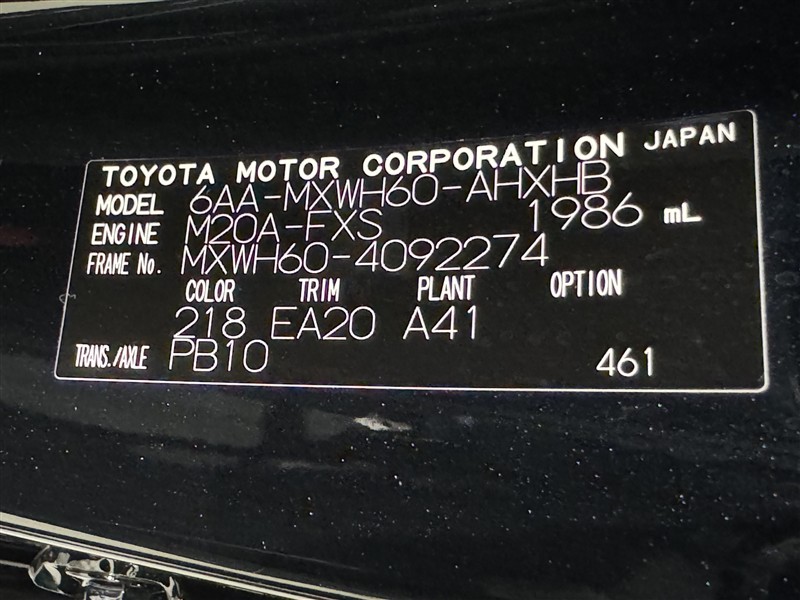 TOYOTA MOTOR CORPORATION JAPAN
MODEL 6AA-MXWH60-AHXHB
ENGINE M20A-FXS 1986 mL
FRAME No. MXWH60-4092274
COLOR TRIM PLANT OPTION
218 EA20 A41
TRANS./AXLE PB10 461